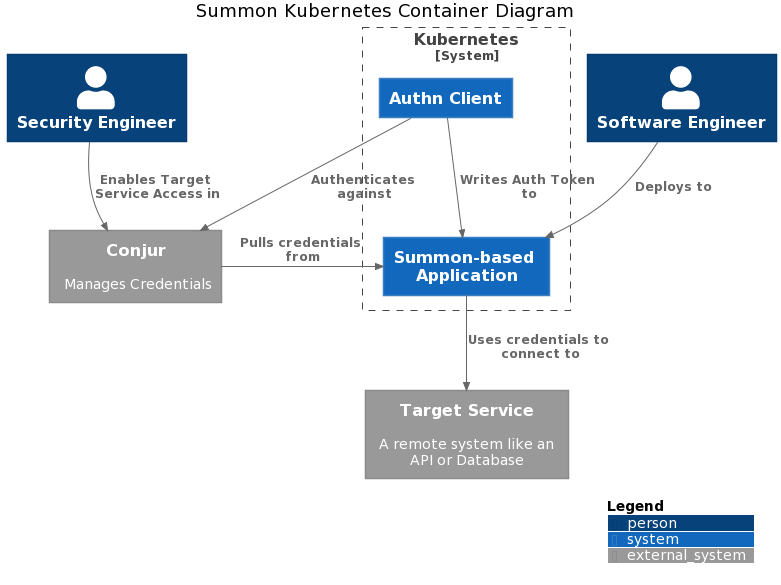 Summon Kubernetes Container Diagram
Kubernetes
[System]
Security Engineer
Authn Client
Software Engineer
Enables Target
Service Access in
Authenticates
against
Writes Auth Token
to
Deploys to
Conjur
Manages Credentials
Pulls credentials
from
Summon-based
Application
Uses credentials to
connect to
Target Service
A remote system like an
API or Database
Legend
person
system
external_system